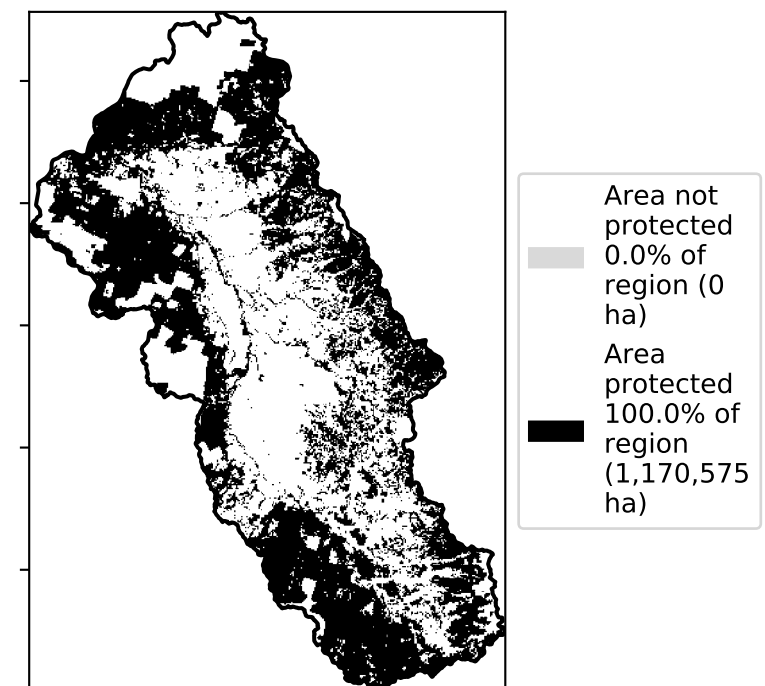 Area not
protected
0.0% of
region (0
ha)
Area
protected
100.0% of
region
(1,170,575
ha)